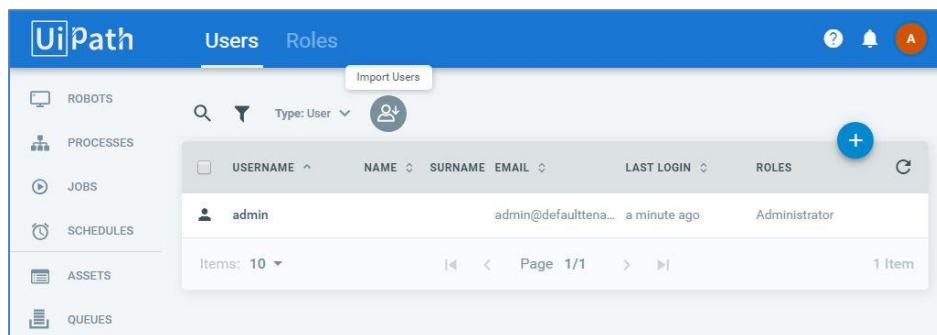 UiPath Users Roles A
Import Users
ROBOTS
Type: User
PROCESSES
+
USERNAME NAME SURNAME EMAIL LAST LOGIN ROLES
JOBS
admin admin@defaulttena... a minute ago Administrator
SCHEDULES
Items: 10 Page 1/1 1 Item
ASSETS
QUEUES